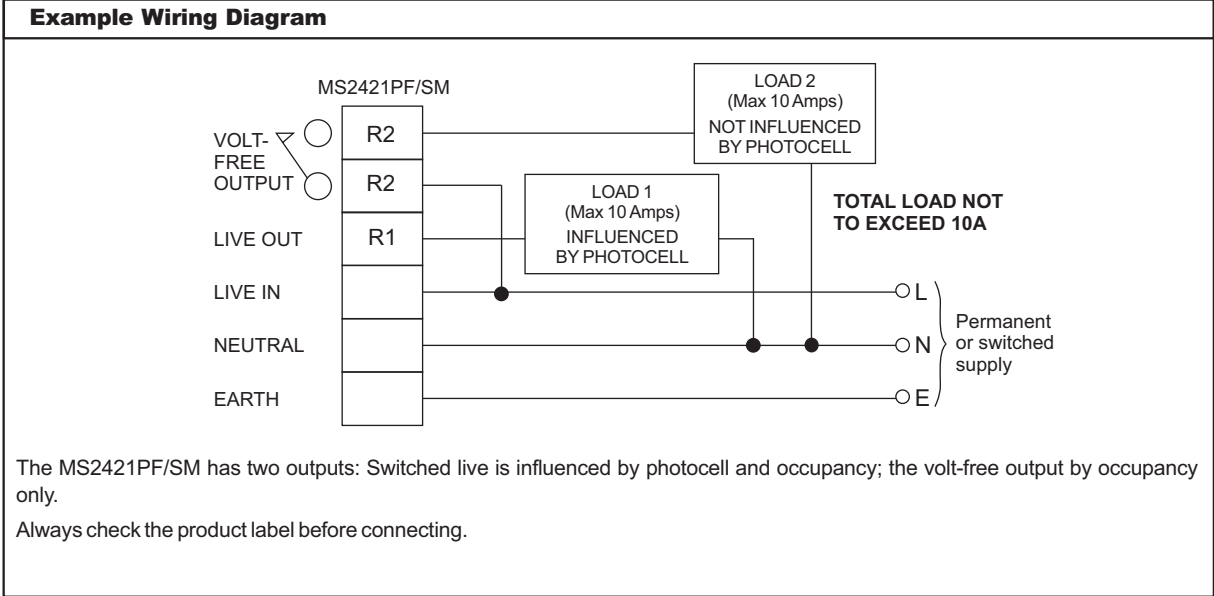 Example Wiring Diagram
MS2421PF/SM
VOLT-
FREE
OUTPUT
R2
R2
LIVE OUT
R1
LIVE IN
NEUTRAL
EARTH
LOAD 2
(Max 10 Amps)
NOT INFLUENCED
BY PHOTOCELL
LOAD 1
(Max 10 Amps)
INFLUENCED
BY PHOTOCELL
TOTAL LOAD NOT
TO EXCEED 10A
L
N
E
Permanent
or switched
supply
The MS2421PF/SM has two outputs: Switched live is influenced by photocell and occupancy; the volt-free output by occupancy
only.
Always check the product label before connecting.